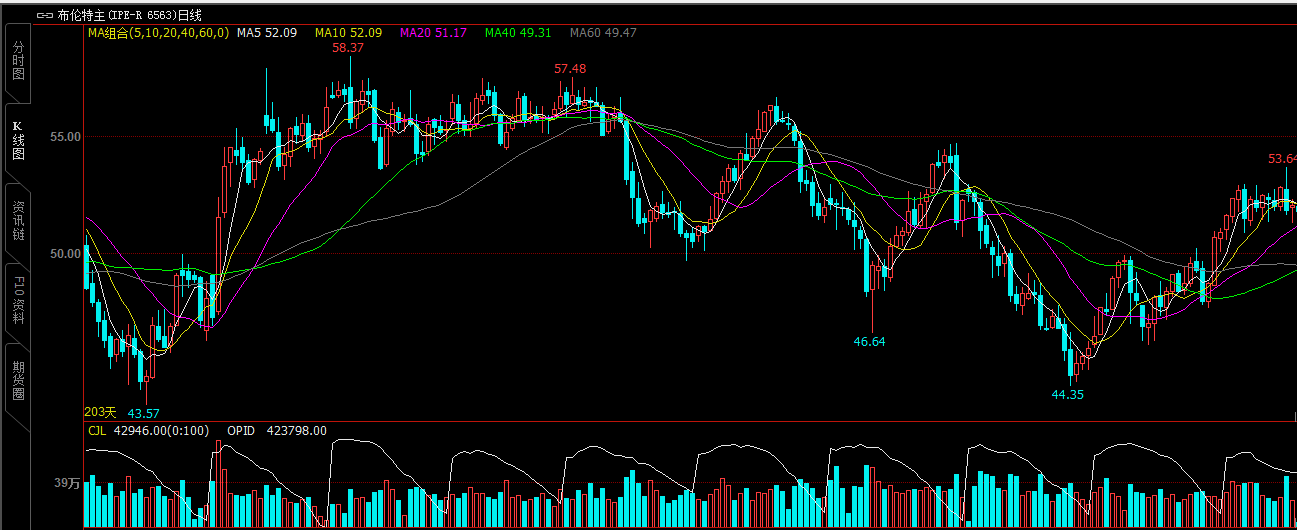 布伦特主(IPE-R 6563)日线
MA组合(5,10,20,40,60,0) MA5 52.09 MA10 52.09 MA20 51.17 MA40 49.31 MA60 49.47
分时图
K线图
资讯链
F10资料
期货圈
58.37
57.48
55.00
53.64
50.00
46.64
44.35
203天
43.57
CJL 42946.00(0:100) OPID 423798.00
39万